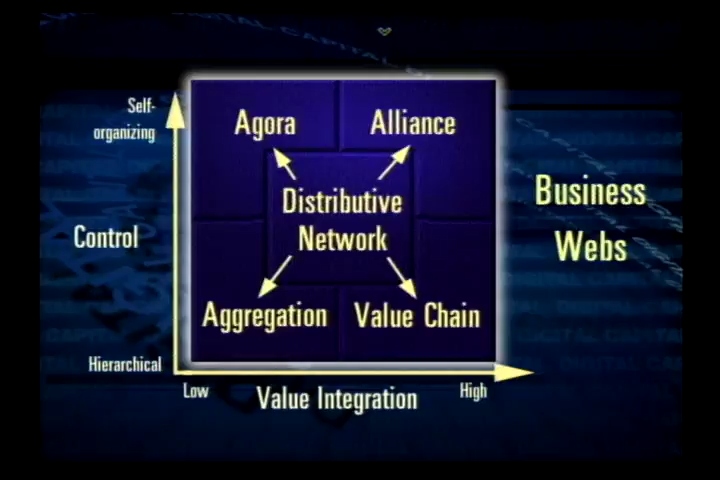 Self-
organizing
Agora
Alliance
Distributive
Network
Business
Webs
Control
Aggregation
Value Chain
Hierarchical
Low
Value Integration
High